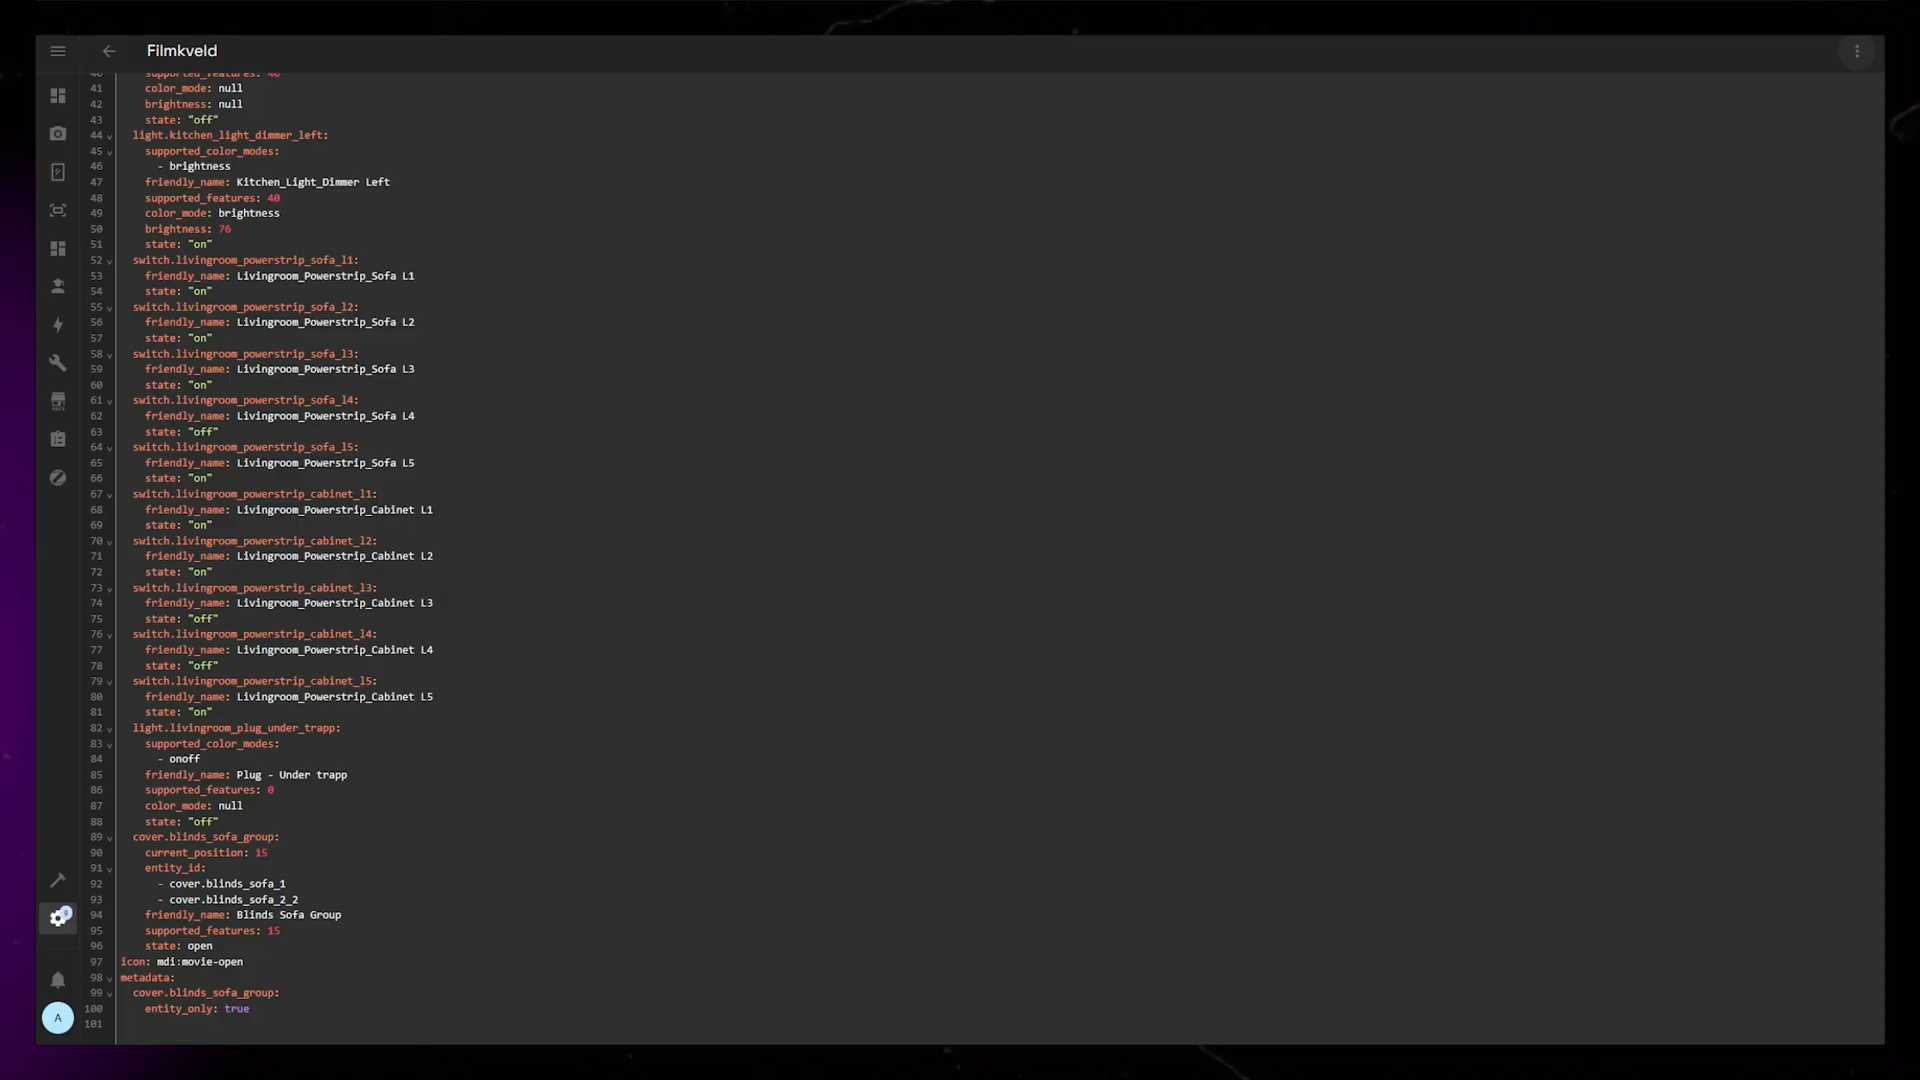 Filmkveld
40 supported_features: 40
41 color_mode: null
42 brightness: null
43 state: "off"
44 light.kitchen_light_dimmer_left:
45 supported_color_modes:
46 - brightness
47 friendly_name: Kitchen_Light_Dimmer Left
48 supported_features: 40
49 color_mode: brightness
50 brightness: 76
51 state: "on"
52 switch.livingroom_powerstrip_sofa_l1:
53 friendly_name: Livingroom_Powerstrip_Sofa L1
54 state: "on"
55 switch.livingroom_powerstrip_sofa_l2:
56 friendly_name: Livingroom_Powerstrip_Sofa L2
57 state: "on"
58 switch.livingroom_powerstrip_sofa_l3:
59 friendly_name: Livingroom_Powerstrip_Sofa L3
60 state: "on"
61 switch.livingroom_powerstrip_sofa_l4:
62 friendly_name: Livingroom_Powerstrip_Sofa L4
63 state: "off"
64 switch.livingroom_powerstrip_sofa_l5:
65 friendly_name: Livingroom_Powerstrip_Sofa L5
66 state: "on"
67 switch.livingroom_powerstrip_cabinet_l1:
68 friendly_name: Livingroom_Powerstrip_Cabinet L1
69 state: "on"
70 switch.livingroom_powerstrip_cabinet_l2:
71 friendly_name: Livingroom_Powerstrip_Cabinet L2
72 state: "on"
73 switch.livingroom_powerstrip_cabinet_l3:
74 friendly_name: Livingroom_Powerstrip_Cabinet L3
75 state: "off"
76 switch.livingroom_powerstrip_cabinet_l4:
77 friendly_name: Livingroom_Powerstrip_Cabinet L4
78 state: "off"
79 switch.livingroom_powerstrip_cabinet_l5:
80 friendly_name: Livingroom_Powerstrip_Cabinet L5
81 state: "on"
82 light.livingroom_plug_under_trapp:
83 supported_color_modes:
84 - onoff
85 friendly_name: Plug - Under trapp
86 supported_features: 0
87 color_mode: null
88 state: "off"
89 cover.blinds_sofa_group:
90 current_position: 15
91 entity_id:
92 - cover.blinds_sofa_1
93 - cover.blinds_sofa_2_2
94 friendly_name: Blinds Sofa Group
95 supported_features: 15
96 state: open
97 icon: mdi:movie-open
98 metadata:
99 cover.blinds_sofa_group:
100 entity_only: true
101
9
A